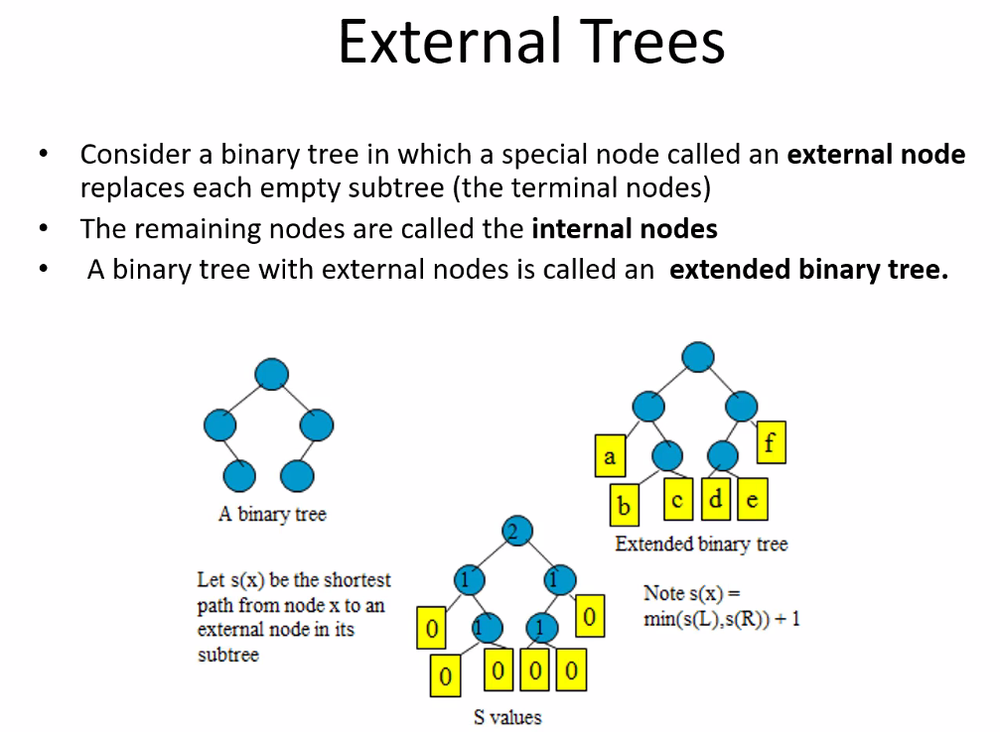 External Trees
• Consider a binary tree in which a special node called an external node
replaces each empty subtree (the terminal nodes)
• The remaining nodes are called the internal nodes
• A binary tree with external nodes is called an extended binary tree.
A binary tree
a
f
b
c
d
e
Extended binary tree
Let s(x) be the shortest
path from node x to an
external node in its
subtree
2
1
1
0
1
1
0
0
0
0
0
S values
Note s(x) =
min(s(L),s(R)) + 1